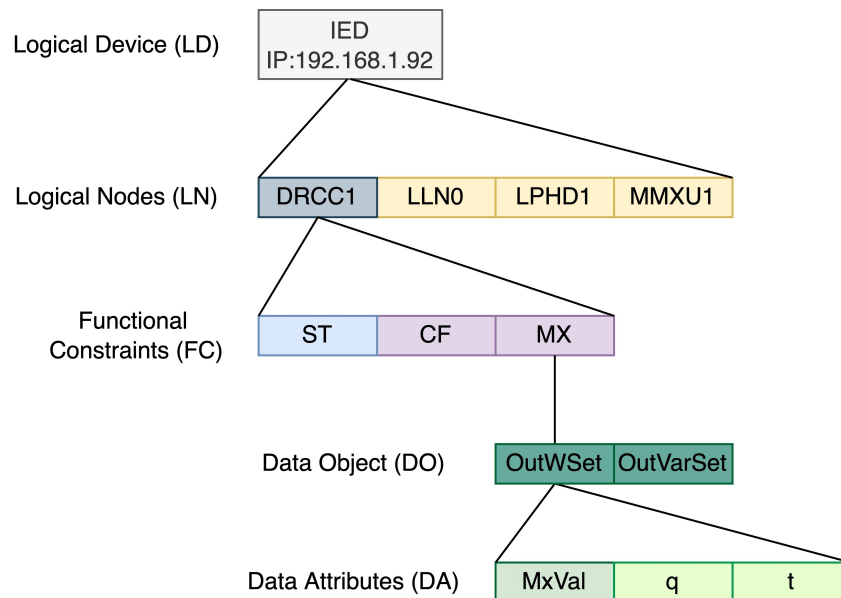 Logical Device (LD)
IED
IP:192.168.1.92
Logical Nodes (LN)
DRCC1
LLN0
LPHD1
MMXU1
Functional
Constraints (FC)
ST
CF
MX
Data Object (DO)
OutWSet
OutVarSet
Data Attributes (DA)
MxVal
q
t